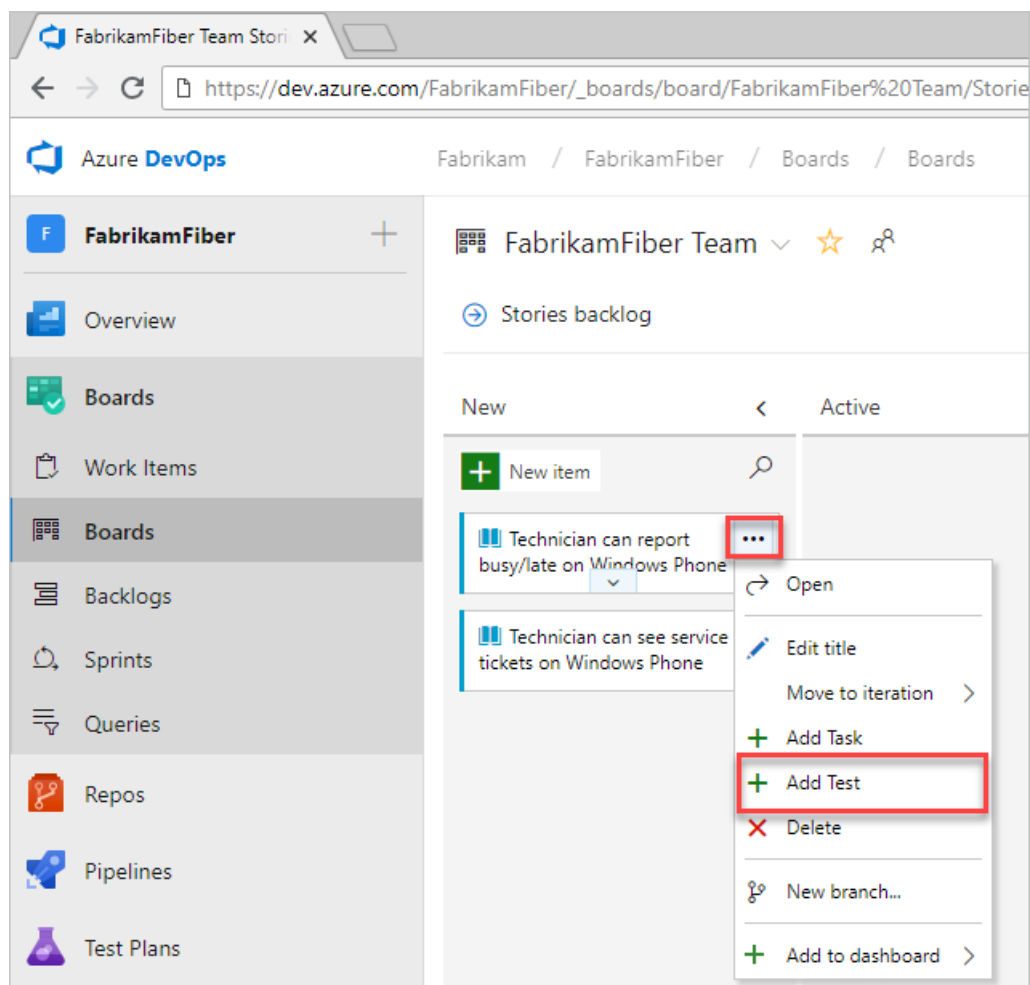 FabrikamFiber Team Stori
https://dev.azure.com/FabrikamFiber/_boards/board/FabrikamFiber%20Team/Storie
Azure DevOps
Fabrikam / FabrikamFiber / Boards / Boards
F FabrikamFiber
FabrikamFiber Team
Overview
Stories backlog
Boards
New
Active
Work Items
New item
Boards
Technician can report
busy/late on Windows Phone
Backlogs
Open
Technician can see service
tickets on Windows Phone
Edit title
Sprints
Move to iteration
Queries
Add Task
Add Test
Repos
Delete
Pipelines
New branch...
Test Plans
Add to dashboard